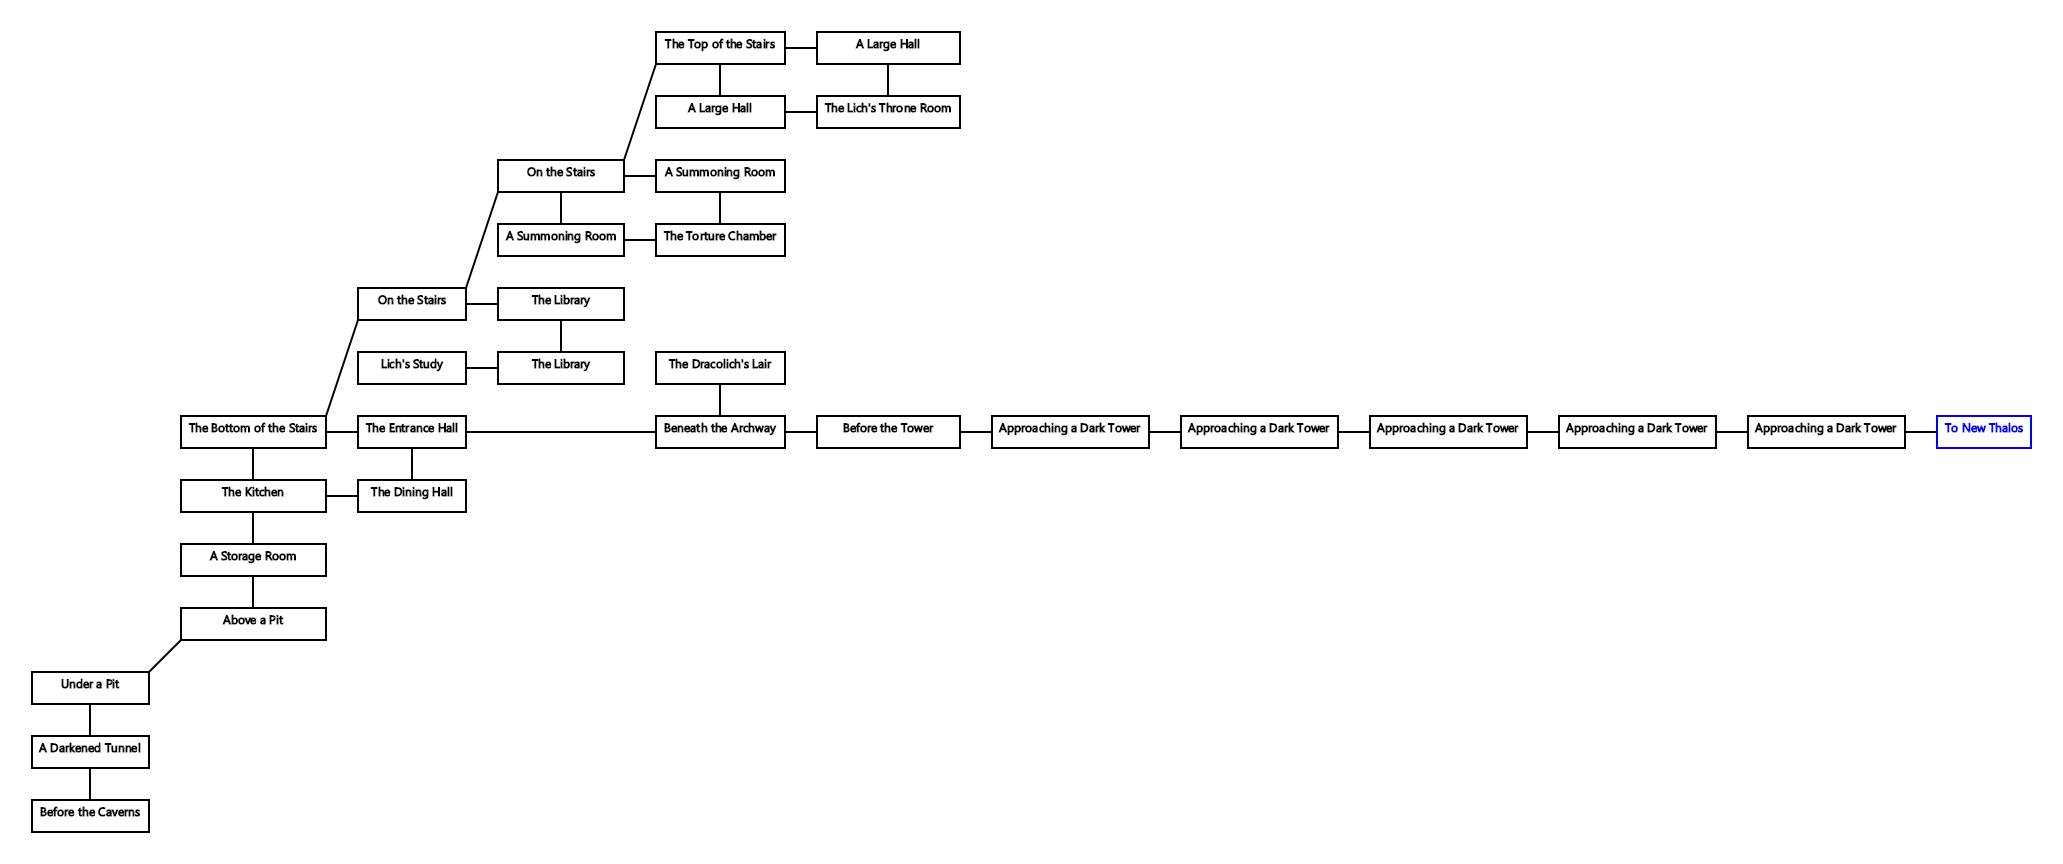 The Top of the Stairs
A Large Hall
A Large Hall
The Lich's Throne Room
On the Stairs
A Summoning Room
A Summoning Room
The Torture Chamber
On the Stairs
The Library
Lich's Study
The Library
The Dracolich's Lair
The Bottom of the Stairs
The Entrance Hall
Beneath the Archway
Before the Tower
Approaching a Dark Tower
Approaching a Dark Tower
Approaching a Dark Tower
Approaching a Dark Tower
Approaching a Dark Tower
To New Thalos
The Kitchen
The Dining Hall
A Storage Room
Above a Pit
Under a Pit
A Darkened Tunnel
Before the Caverns